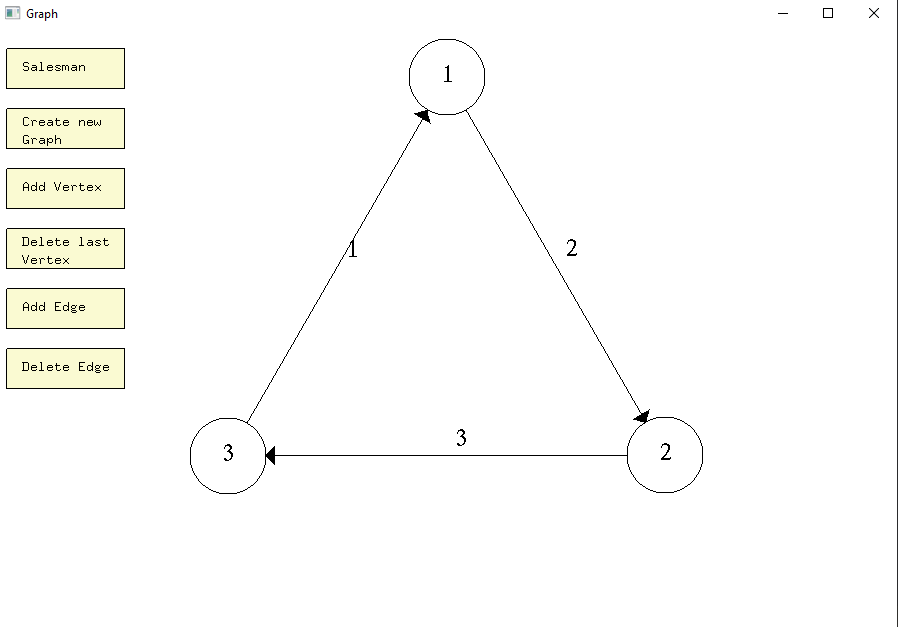 Graph
Salesman
Create new
Graph
Add Vertex
Delete last
Vertex
Add Edge
Delete Edge
1
1
2
3
3
2